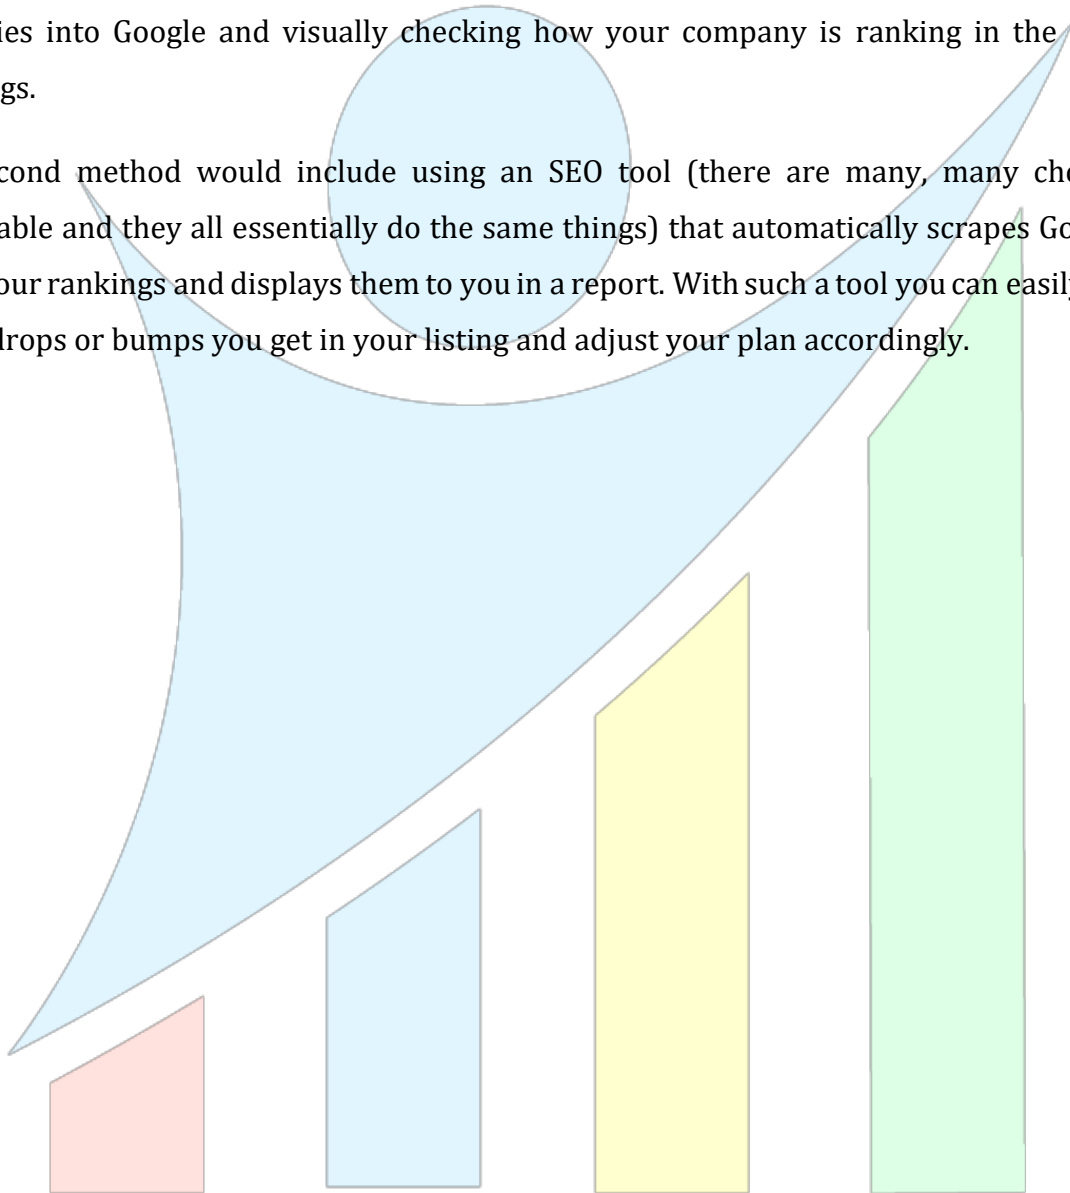 ies into Google and visually checking how your company is ranking in the
gs.
cond method would include using an SEO tool (there are many, many cho
able and they all essentially do the same things) that automatically scrapes Go
our rankings and displays them to you in a report. With such a tool you can easily
drops or bumps you get in your listing and adjust your plan accordingly.